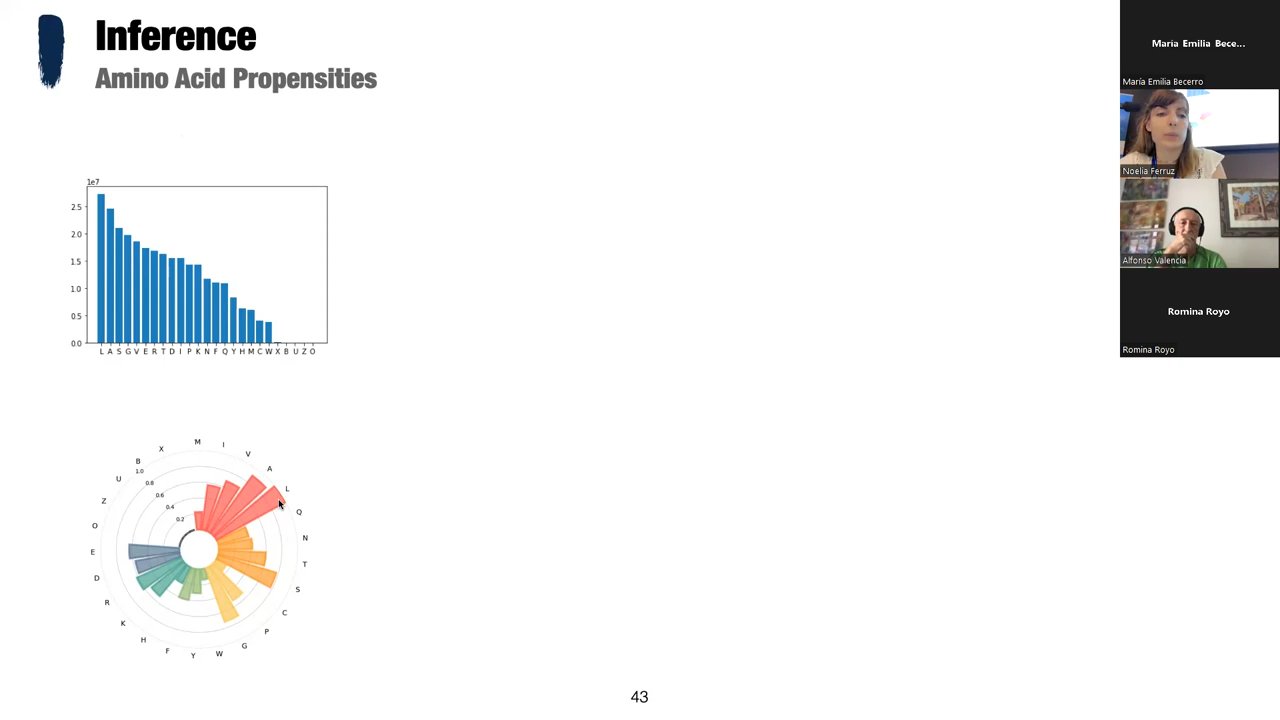 Inference
Amino Acid Propensities
1e7
2.5
2.0
1.5
1.0
0.5
0.0
L A S G V E R T D I P K N F Q Y H M C W X B U Z O
M
I
V
A
L
Q
N
T
S
C
P
G
W
Y
F
H
K
R
D
E
O
Z
U
B
X
1.0
0.8
0.6
0.4
0.2
43
María Emilia Bece...
María Emilia Becerro
Noelia Ferruz
Alfonso Valencia
Romina Royo
Romina Royo